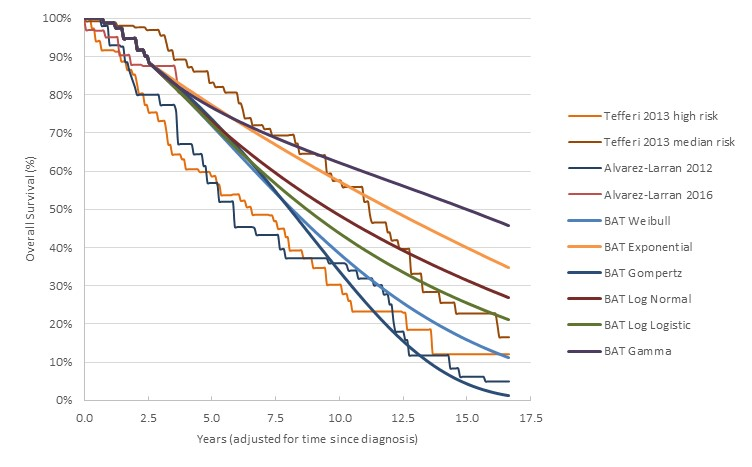 100%
90%
80%
70%
60%
50%
40%
30%
20%
10%
0%
Overall Survival (%)
0.0 2.5 5.0 7.5 10.0 12.5 15.0 17.5
Years (adjusted for time since diagnosis)
Tefferi 2013 high risk
Tefferi 2013 median risk
Alvarez-Larran 2012
Alvarez-Larran 2016
BAT Weibull
BAT Exponential
BAT Gompertz
BAT Log Normal
BAT Log Logistic
BAT Gamma